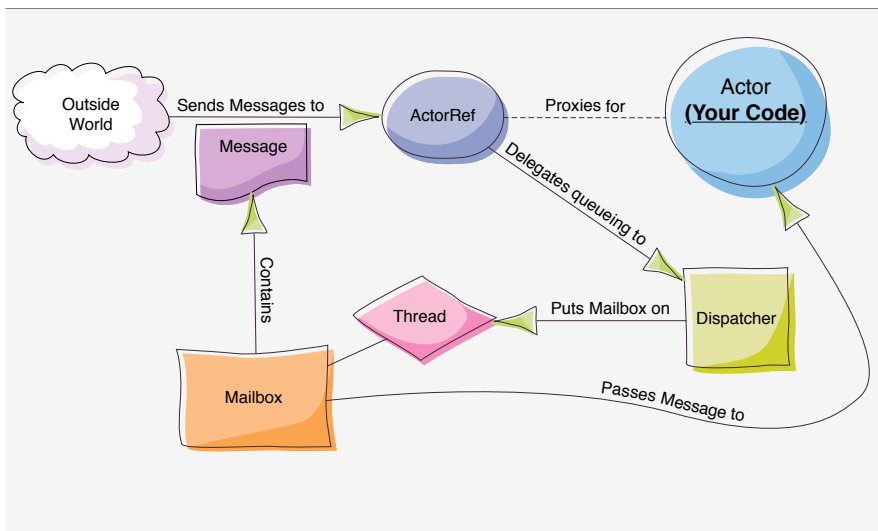 Outside
World
Sends Messages to
ActorRef
Proxies for
Actor
(Your Code)
Message
Delegates queueing to
Contains
Thread
Puts Mailbox on
Dispatcher
Mailbox
Passes Message to